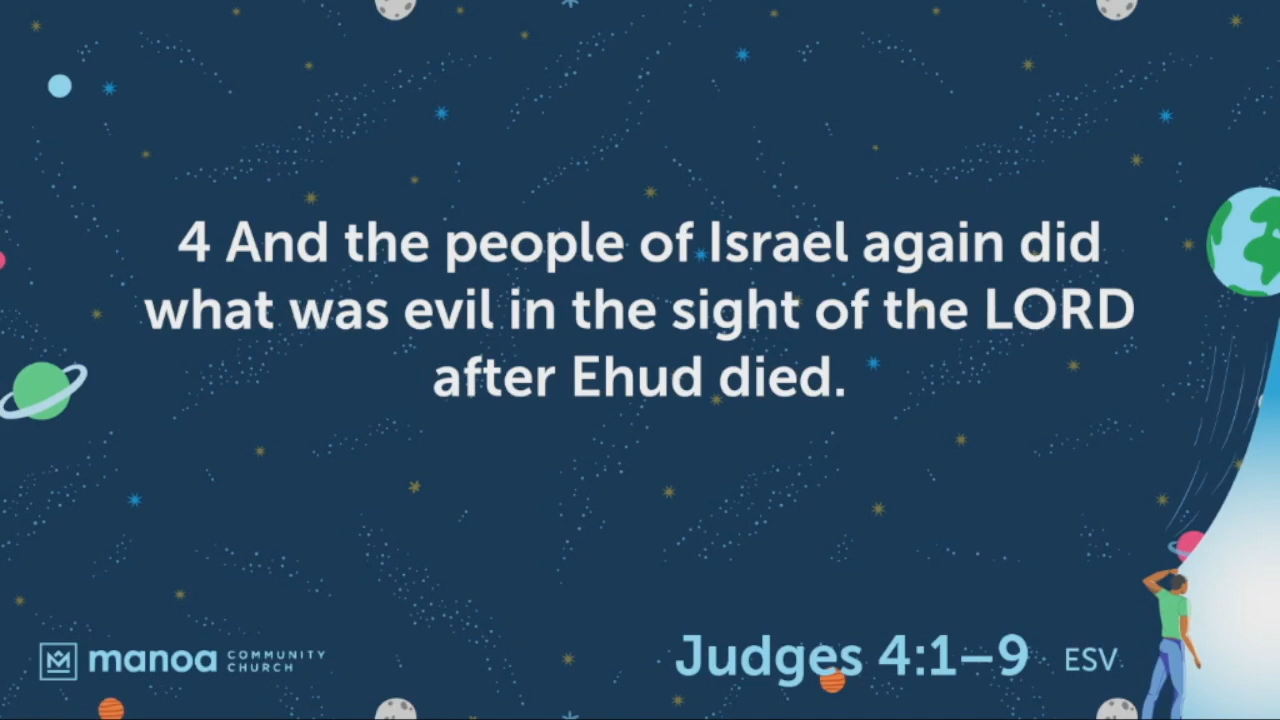 4 And the people of Israel again did
what was evil in the sight of the LORD
after Ehud died.
manoa COMMUNITY CHURCH
Judges 4:1–9 ESV